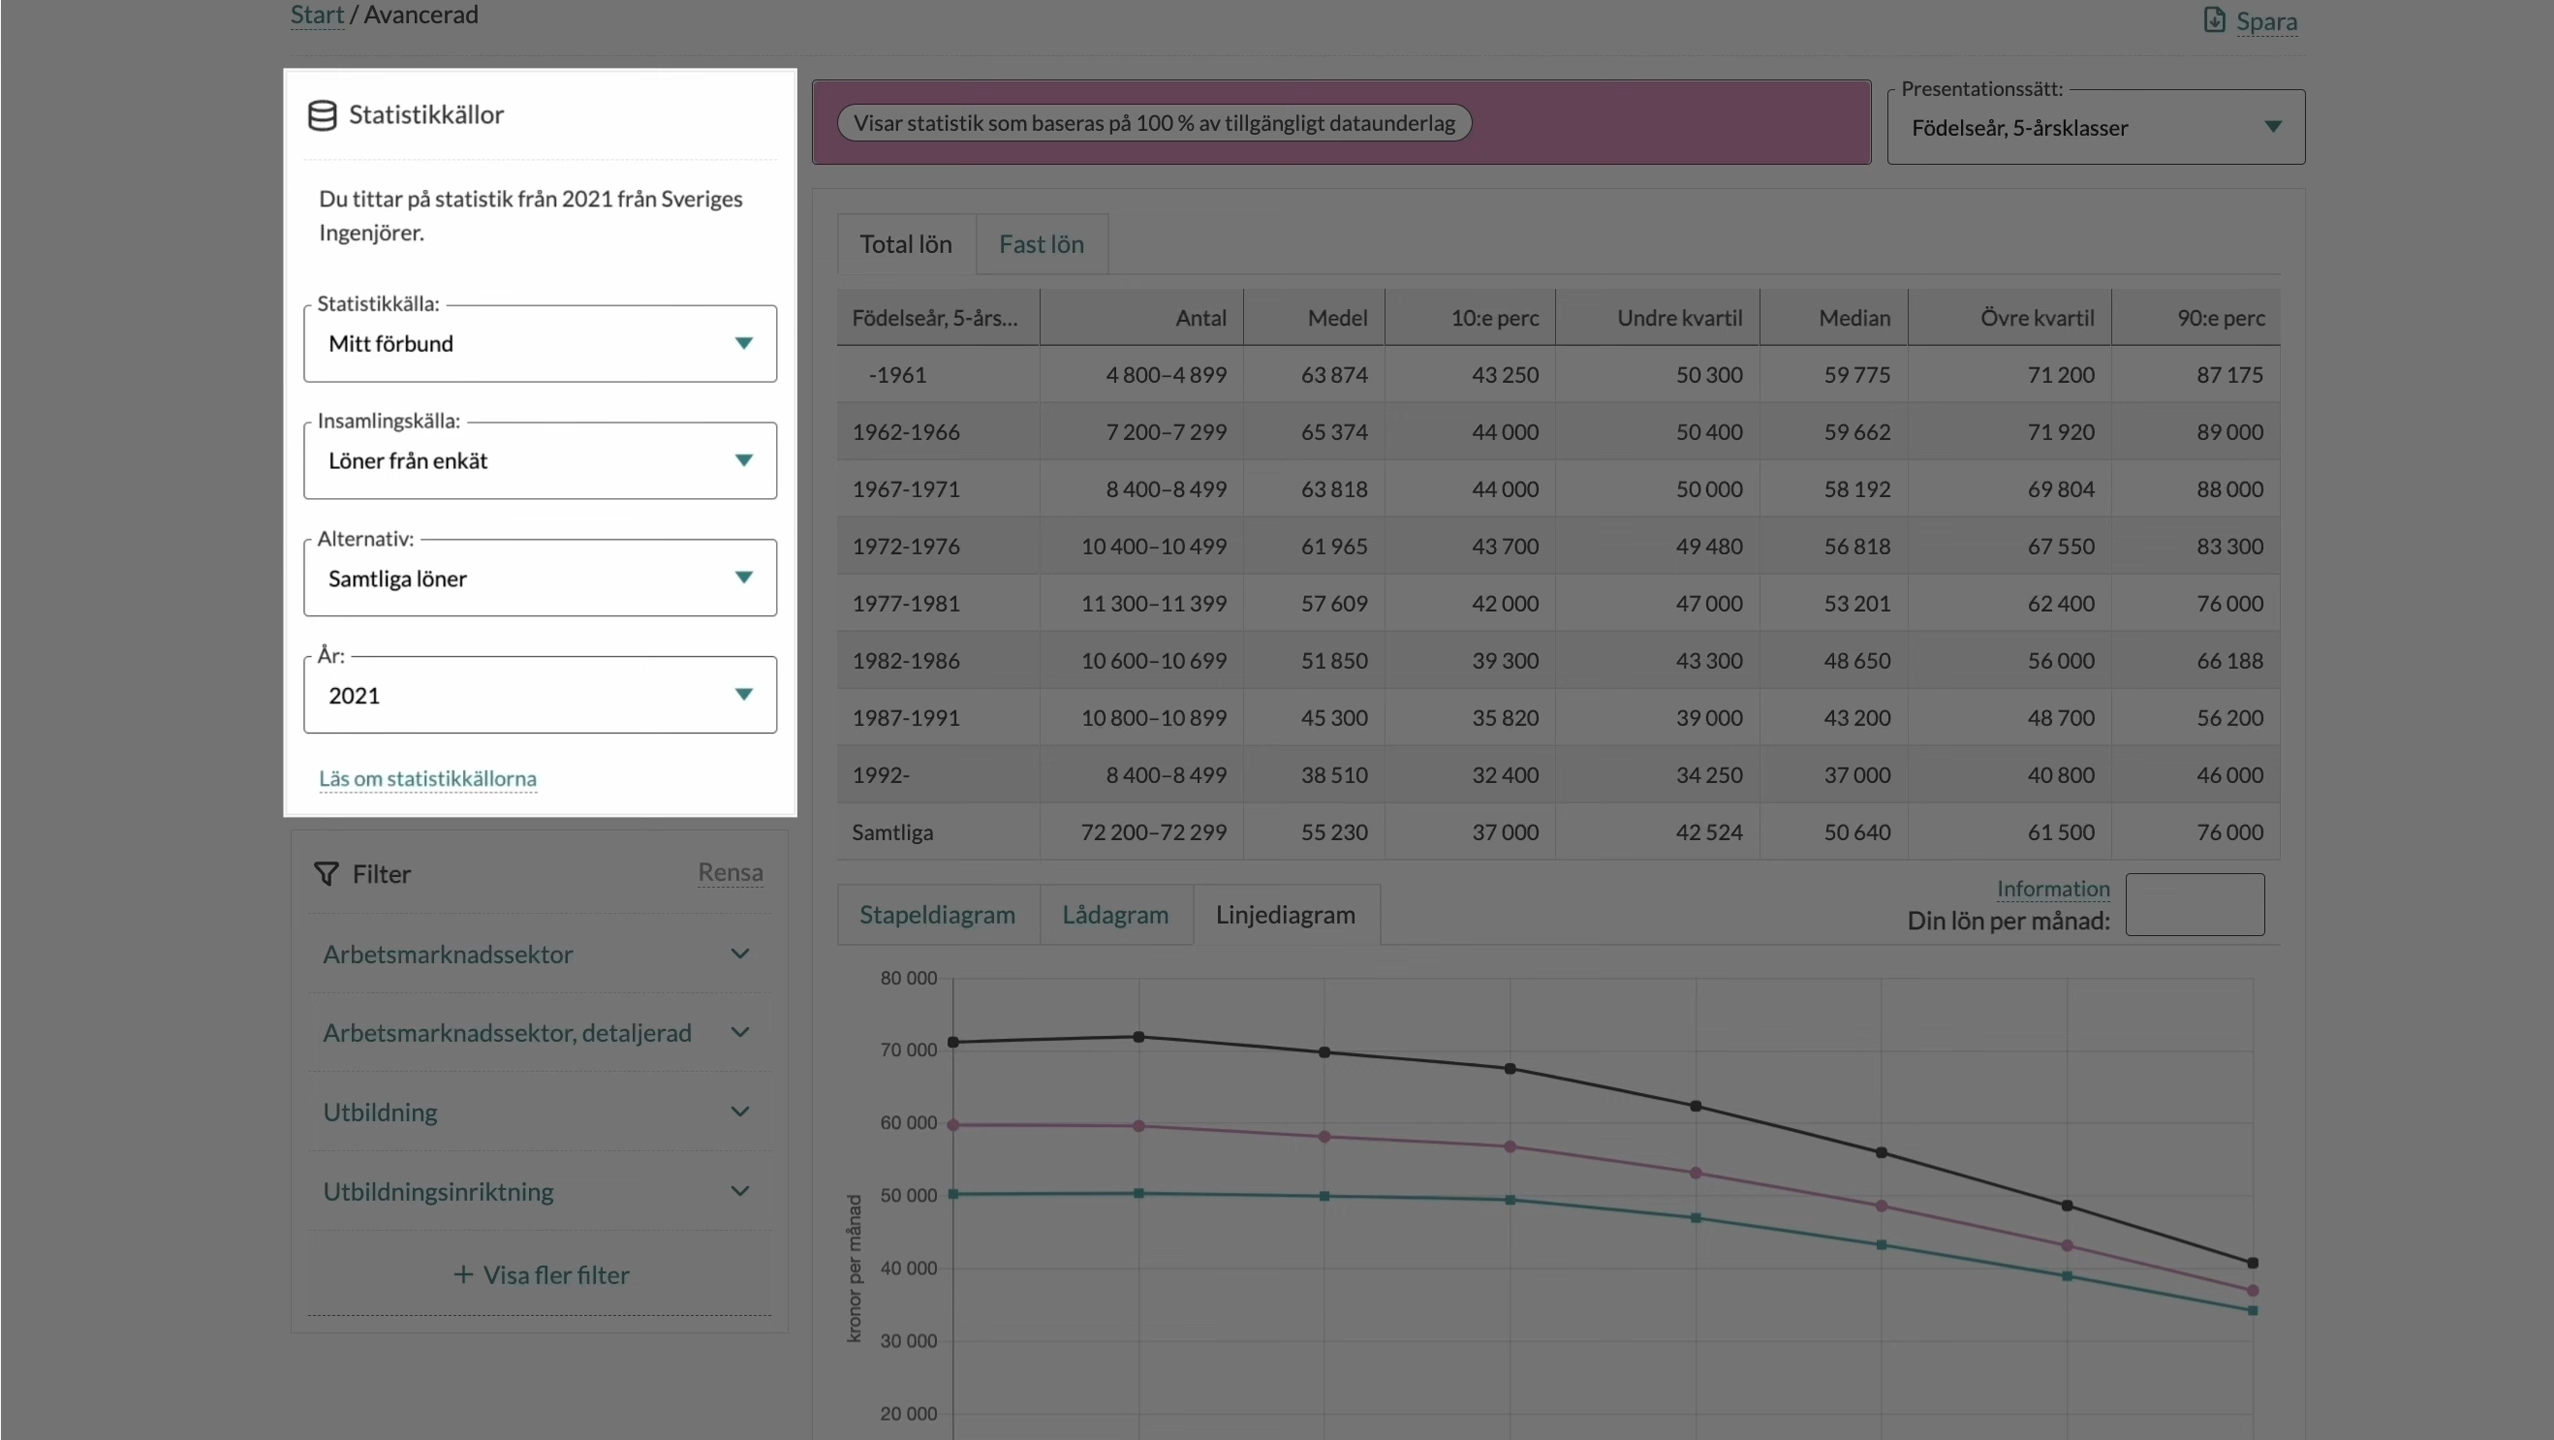 Start / Avancerad
Spara
Statistikkällor
Du tittar på statistik från 2021 från Sveriges
Ingenjörer.
Statistikkälla:
Mitt förbund
Insamlingskälla:
Löner från enkät
Alternativ:
Samtliga löner
År:
2021
Läs om statistikkällorna
Filter
Rensa
Arbetsmarknadssektor
Arbetsmarknadssektor, detaljerad
Utbildning
Utbildningsinriktning
+ Visa fler filter
Visar statistik som baseras på 100 % av tillgängligt dataunderlag
Presentationssätt:
Födelseår, 5-årsklasser
Total lön Fast lön
Födelseår, 5-års... Antal Medel 10:e perc Undre kvartil Median Övre kvartil 90:e perc
-1961 4 800–4 899 63 874 43 250 50 300 59 775 71 200 87 175
1962-1966 7 200–7 299 65 374 44 000 50 400 59 662 71 920 89 000
1967-1971 8 400–8 499 63 818 44 000 50 000 58 192 69 804 88 000
1972-1976 10 400–10 499 61 965 43 700 49 480 56 818 67 550 83 300
1977-1981 11 300–11 399 57 609 42 000 47 000 53 201 62 400 76 000
1982-1986 10 600–10 699 51 850 39 300 43 300 48 650 56 000 66 188
1987-1991 10 800–10 899 45 300 35 820 39 000 43 200 48 700 56 200
1992- 8 400–8 499 38 510 32 400 34 250 37 000 40 800 46 000
Samtliga 72 200–72 299 55 230 37 000 42 524 50 640 61 500 76 000
Stapeldiagram Lådagram Linjediagram
Information
Din lön per månad:
80 000
70 000
60 000
50 000
40 000
30 000
20 000
kronor per månad